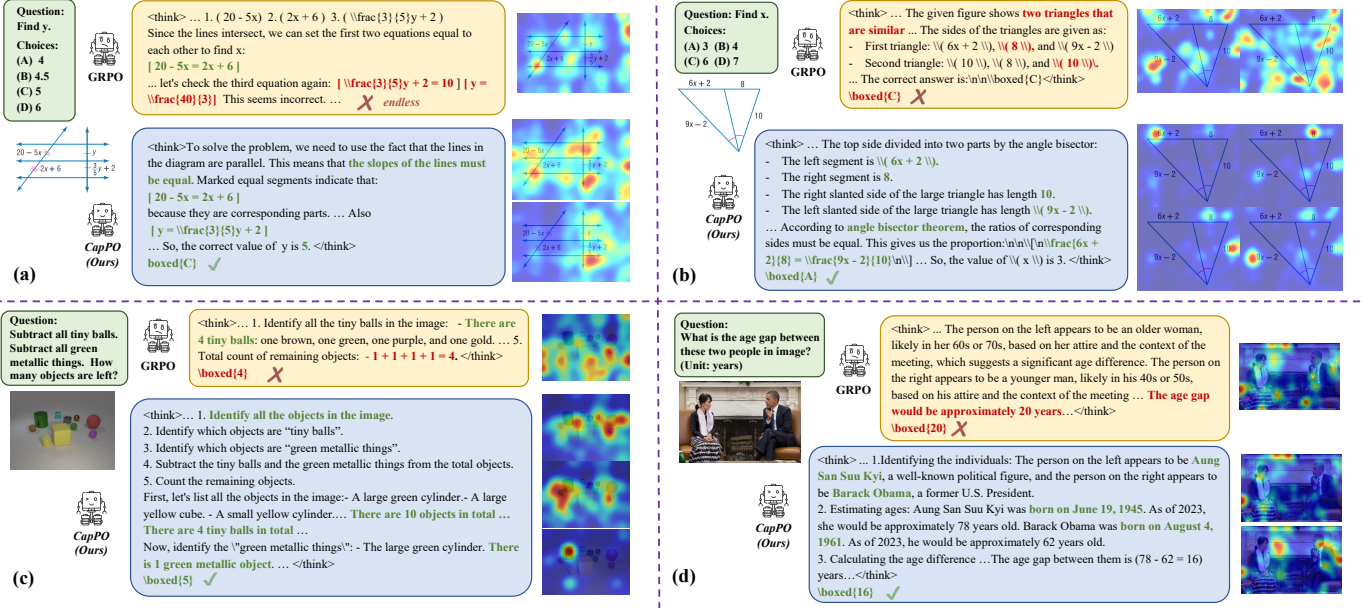 Question:
Find y.
Choices:
(A) 4
(B) 4.5
(C) 5
(D) 6
GRPO
<think> … 1. ( 20 - 5x) 2. ( 2x + 6 ) 3. ( \\frac{3}{5}y + 2 )
Since the lines intersect, we can set the first two equations equal to
each other to find x:
[ 20 - 5x = 2x + 6 ]
... let's check the third equation again: [ \\frac{3}{5}y + 2 = 10 ] [ y =
\\frac{40}{3}] This seems incorrect. … ✗ endless
20 − 5x
2x + 6
y
3/5 y + 2
CapPO
(Ours)
<think>To solve the problem, we need to use the fact that the lines in
the diagram are parallel. This means that the slopes of the lines must
be equal. Marked equal segments indicate that:
[ 20 - 5x = 2x + 6 ]
because they are corresponding parts. … Also
[ y = \\frac{3}{5}y + 2 ]
… So, the correct value of y is 5. </think>
boxed{C} ✓
(a)
Question: Find x.
Choices:
(A) 3 (B) 4
(C) 6 (D) 7
GRPO
<think> … The given figure shows two triangles that
are similar ... The sides of the triangles are given as:
- First triangle: \\( 6x + 2 \\), \\( 8 \\), and \\( 9x - 2 \\)
- Second triangle: \\( 10 \\), \\( 8 \\), and \\( 10 \\).
... The correct answer is:\n\n\\boxed{C}</think>
\boxed{C} ✗
6x + 2
8
9x − 2
10
CapPO
(Ours)
<think> … The top side divided into two parts by the angle bisector:
- The left segment is \\( 6x + 2 \\).
- The right segment is 8.
- The right slanted side of the large triangle has length 10.
- The left slanted side of the large triangle has length \\( 9x - 2 \\).
… According to angle bisector theorem, the ratios of corresponding
sides must be equal. This gives us the proportion:\n\n\\[\n\\frac{6x +
2}{8} = \\frac{9x - 2}{10}\n\\] … So, the value of \\( x \\) is 3. </think>
\boxed{A} ✓
(b)
Question:
Subtract all tiny balls.
Subtract all green
metallic things. How
many objects are left?
GRPO
<think>… 1. Identify all the tiny balls in the image: - There are
4 tiny balls: one brown, one green, one purple, and one gold. … 5.
Total count of remaining objects: - 1 + 1 + 1 + 1 = 4. </think>
\boxed{4} ✗
CapPO
(Ours)
<think>… 1. Identify all the objects in the image.
2. Identify which objects are “tiny balls”.
3. Identify which objects are “green metallic things”.
4. Subtract the tiny balls and the green metallic things from the total objects.
5. Count the remaining objects.
First, let's list all the objects in the image:- A large green cylinder.- A large
yellow cube. - A small yellow cylinder.… There are 10 objects in total …
There are 4 tiny balls in total …
Now, identify the \"green metallic things\": - The large green cylinder. There
is 1 green metallic object. … </think>
\boxed{5} ✓
(c)
Question:
What is the age gap between
these two people in image?
(Unit: years)
GRPO
<think> ... The person on the left appears to be an older woman,
likely in her 60s or 70s, based on her attire and the context of the
meeting, which suggests a significant age difference. The person on
the right appears to be a younger man, likely in his 40s or 50s,
based on his attire and the context of the meeting … The age gap
would be approximately 20 years…</think>
\boxed{20} ✗
CapPO
(Ours)
<think> ... 1.Identifying the individuals: The person on the left appears to be Aung
San Suu Kyi, a well-known political figure, and the person on the right appears to
be Barack Obama, a former U.S. President.
2. Estimating ages: Aung San Suu Kyi was born on June 19, 1945. As of 2023,
she would be approximately 78 years old. Barack Obama was born on August 4,
1961. As of 2023, he would be approximately 62 years old.
3. Calculating the age difference …The age gap between them is (78 - 62 = 16)
years…</think>
\boxed{16} ✓
(d)